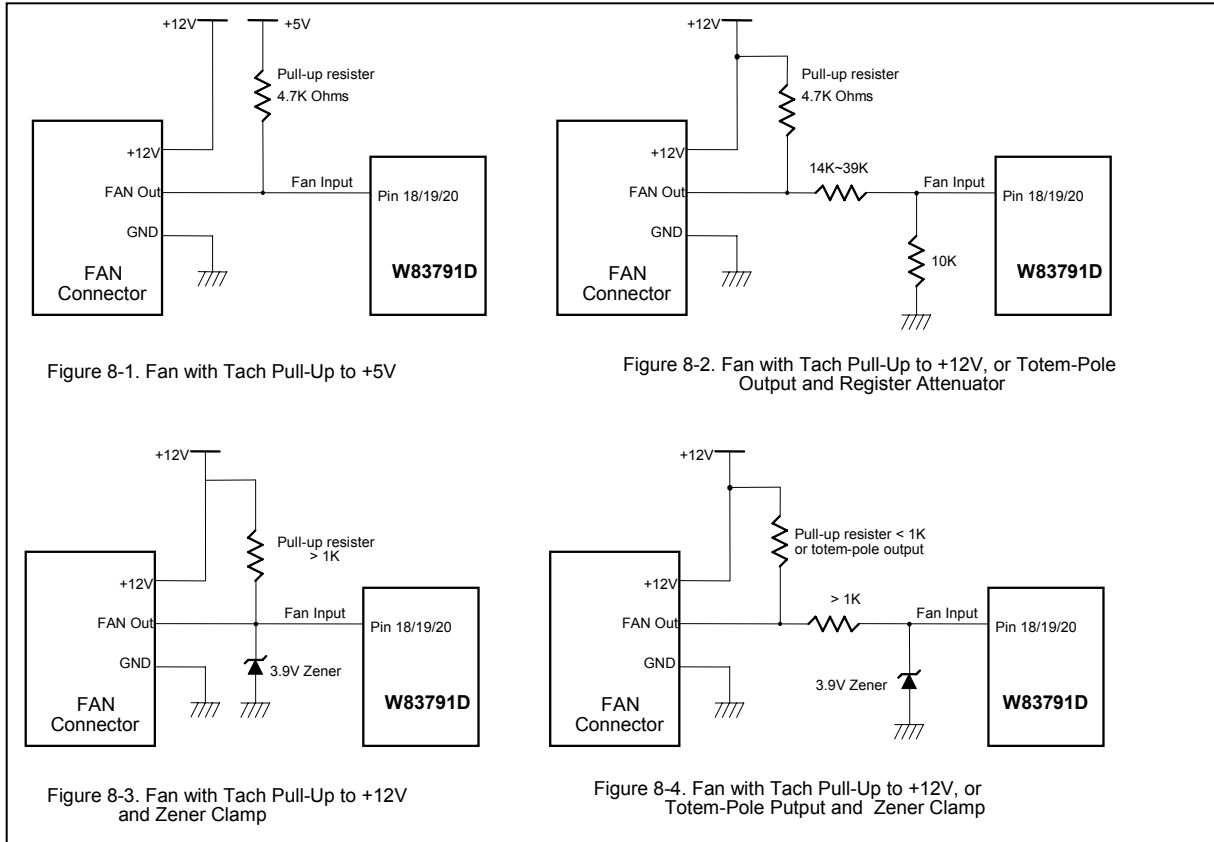 +12V
+5V
Pull-up resister
4.7K Ohms
+12V
FAN Out
Fan Input
Pin 18/19/20
GND
FAN
Connector
W83791D
Figure 8-1. Fan with Tach Pull-Up to +5V
+12V
Pull-up resister
4.7K Ohms
+12V
14K~39K
FAN Out
Fan Input
Pin 18/19/20
GND
10K
FAN
Connector
W83791D
Figure 8-2. Fan with Tach Pull-Up to +12V, or Totem-Pole
Output and Register Attenuator
+12V
Pull-up resister
> 1K
+12V
FAN Out
Fan Input
Pin 18/19/20
GND
3.9V Zener
FAN
Connector
W83791D
Figure 8-3. Fan with Tach Pull-Up to +12V
and Zener Clamp
+12V
Pull-up resister < 1K
or totem-pole output
+12V
> 1K
FAN Out
Fan Input
Pin 18/19/20
GND
3.9V Zener
FAN
Connector
W83791D
Figure 8-4. Fan with Tach Pull-Up to +12V, or
Totem-Pole Putput and Zener Clamp